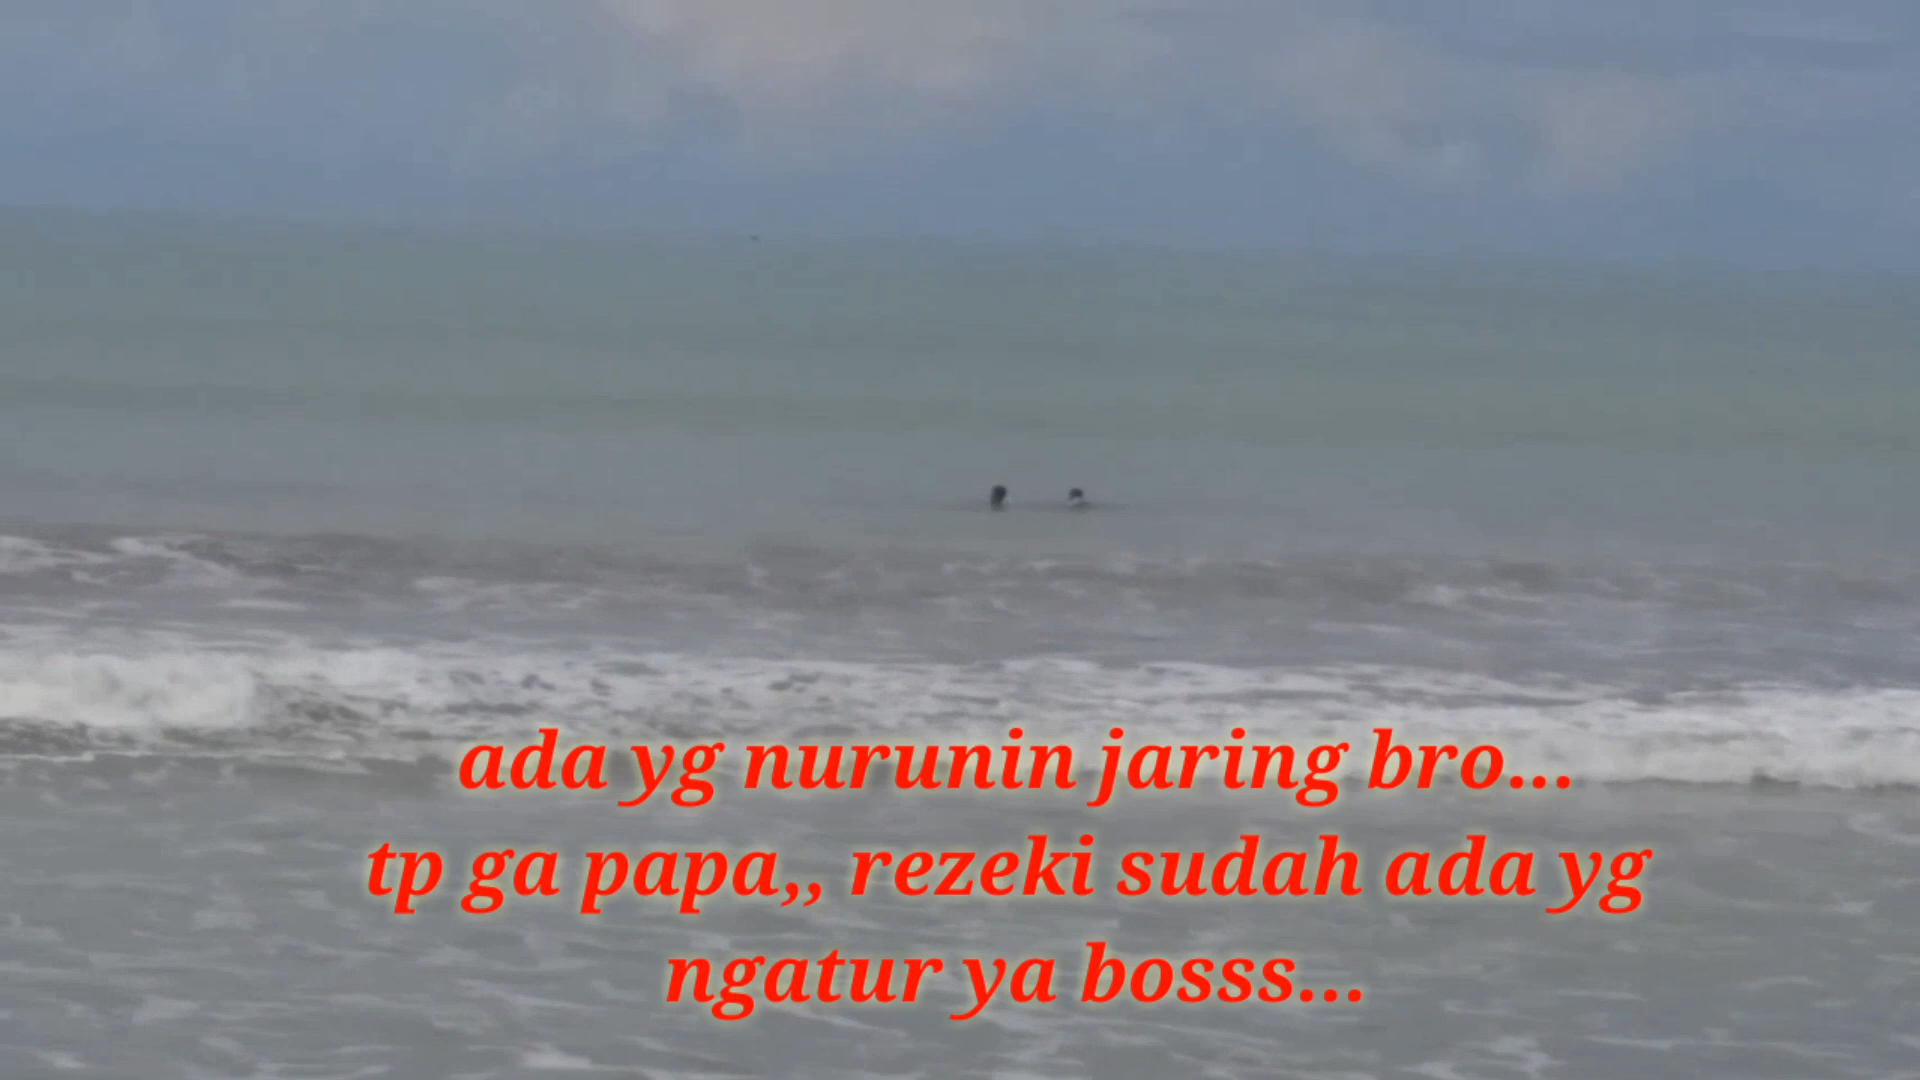 ada yg nurunin jaring bro...
tp ga papa,, rezeki sudah ada yg
ngatur ya bosss...